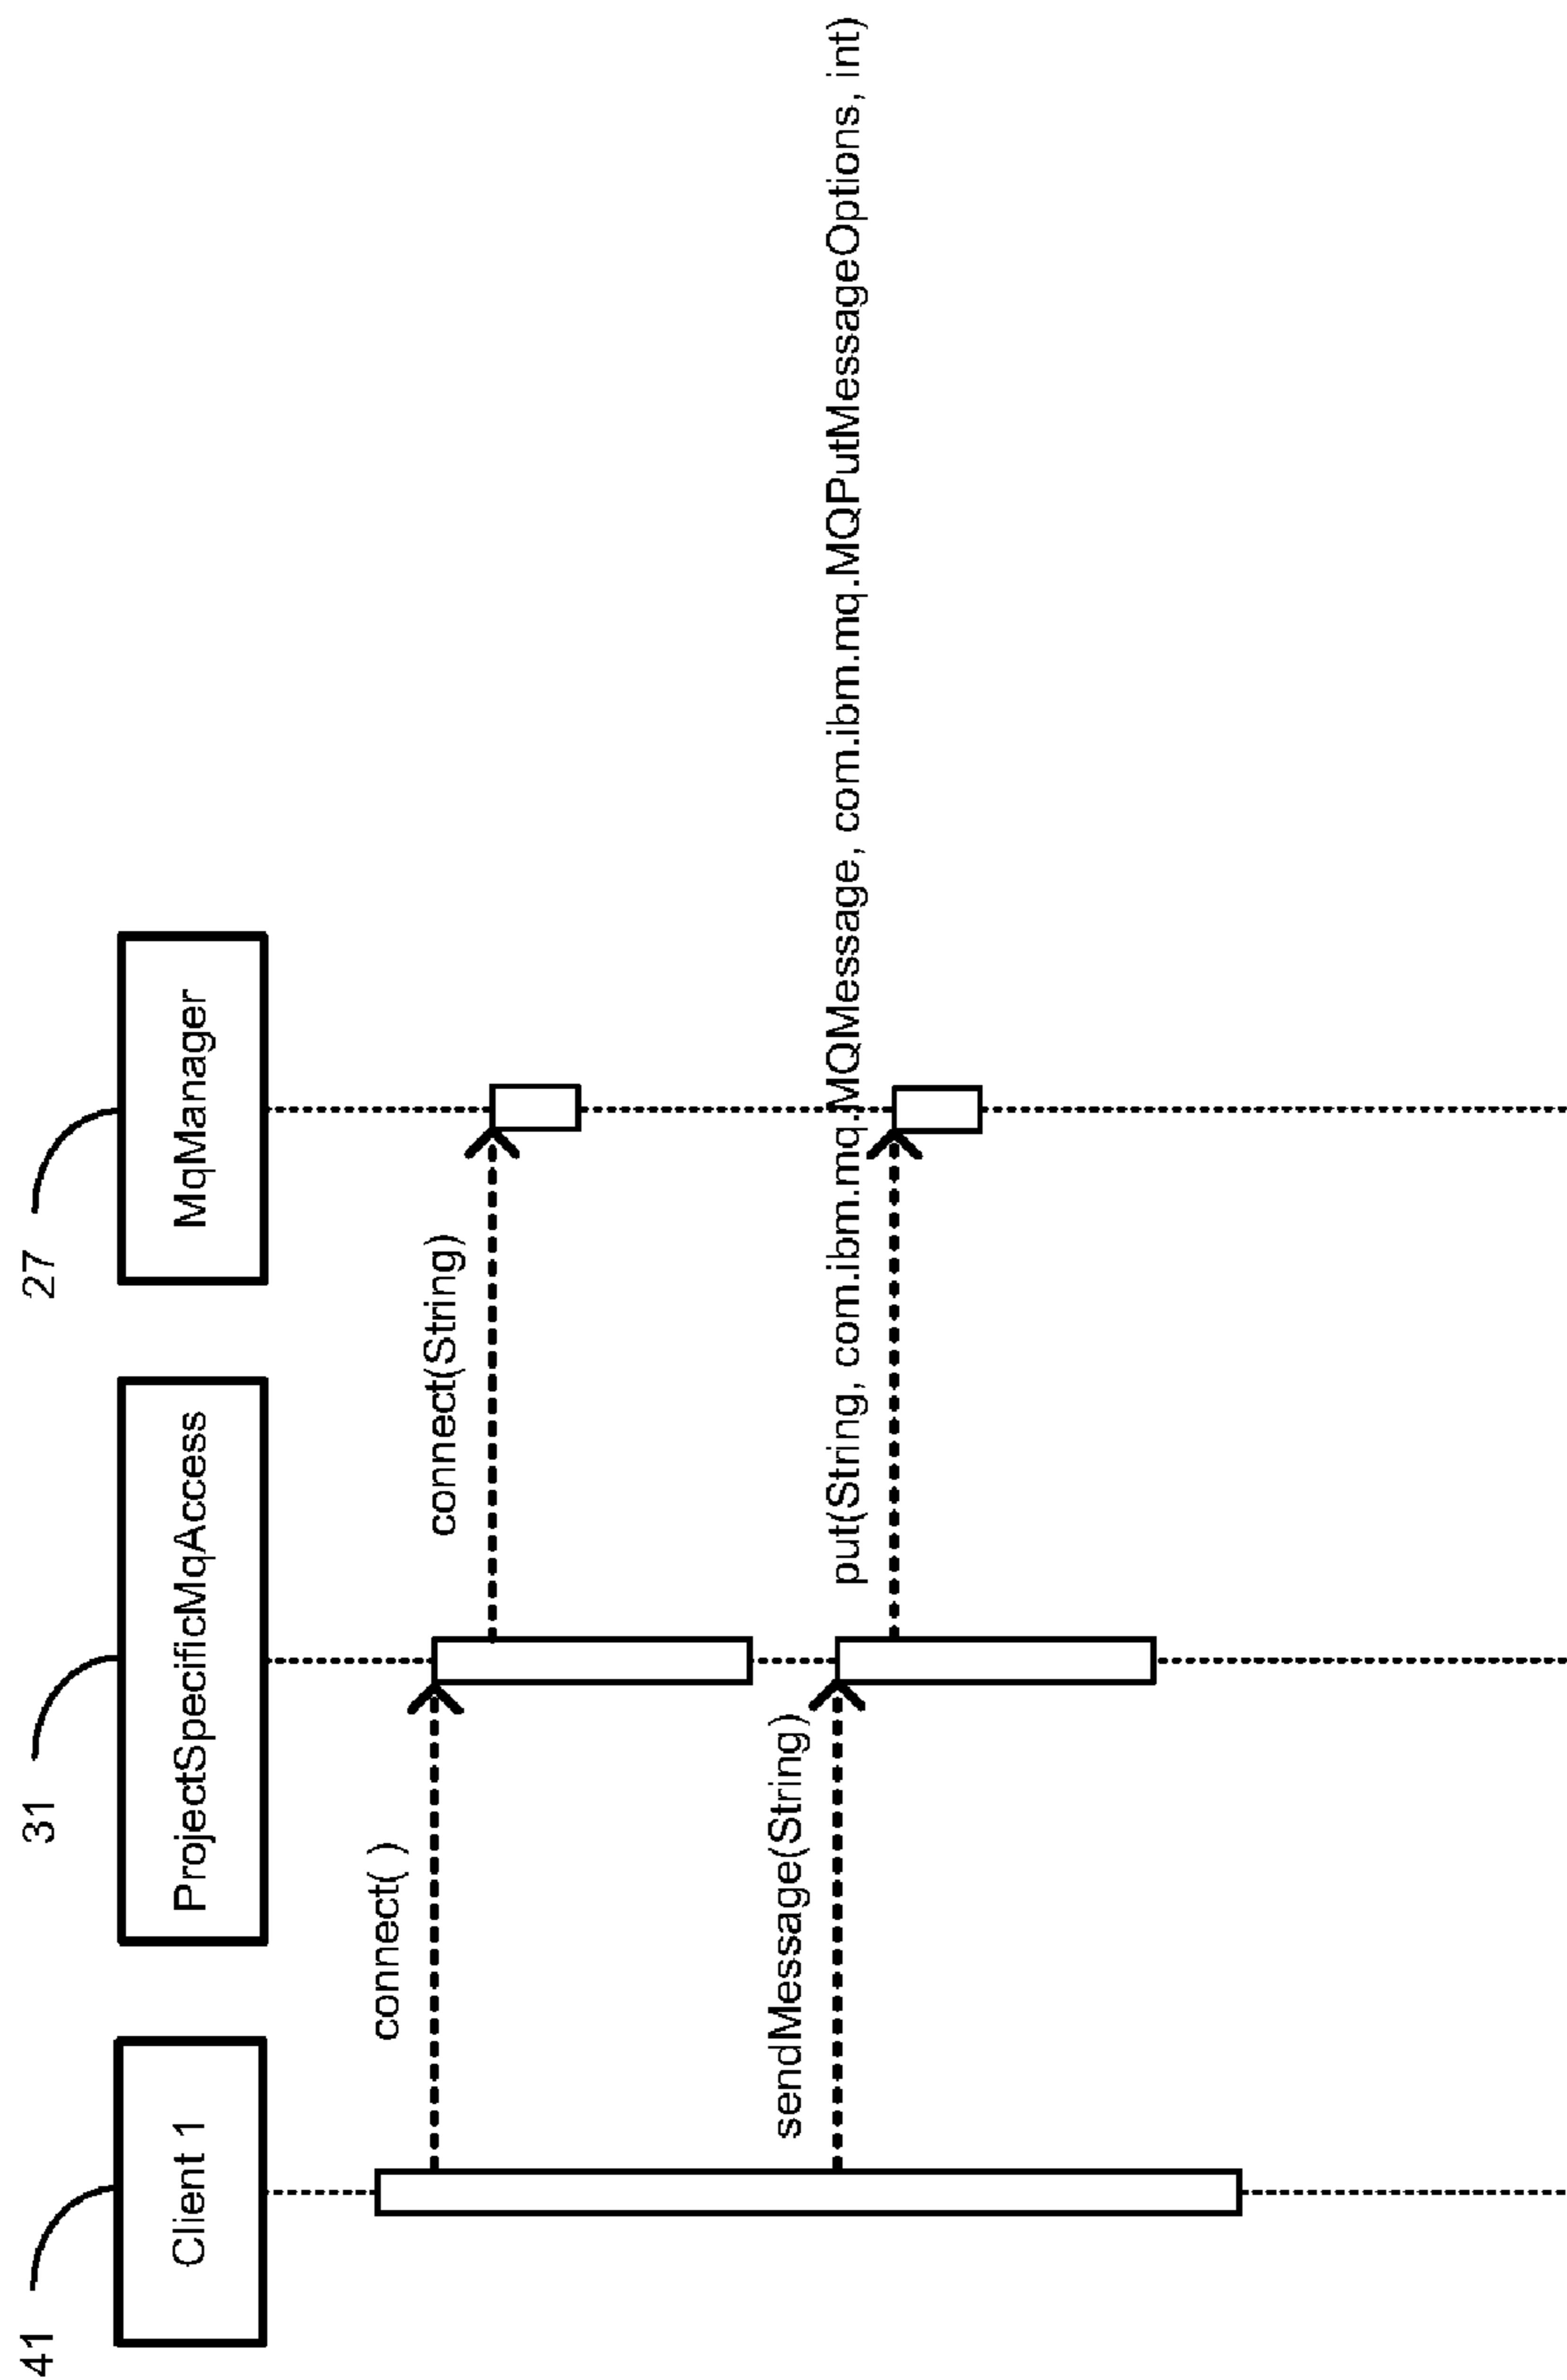 41
31
27
Client 1
ProjectSpecificMqAccess
MqManager
connect( )
connect(String)
sendMessage(String)
put(String, com.ibm.mq.MQMessage, com.ibm.mq.MQPutMessageOptions, int)